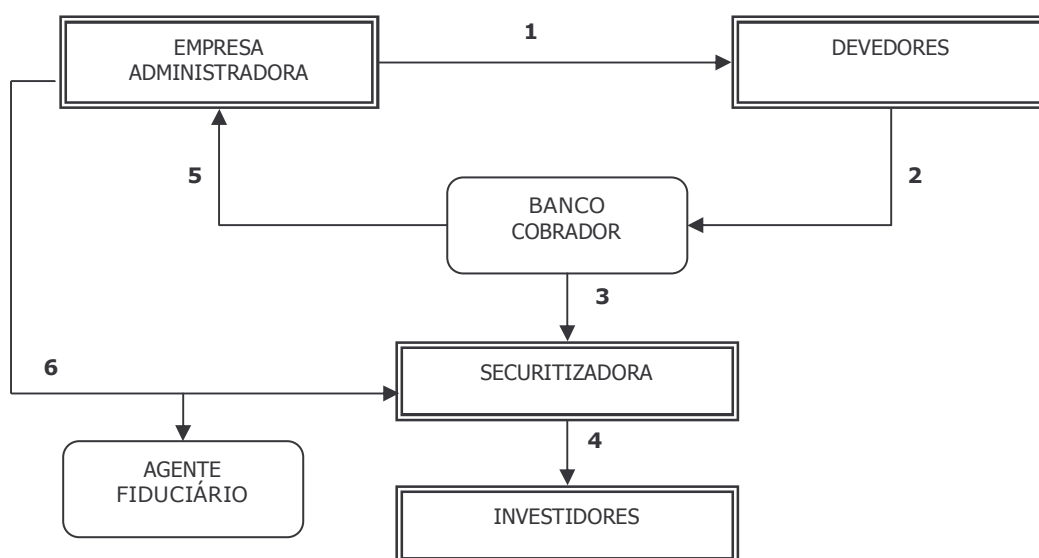 EMPRESA
ADMINISTRADORA
1
DEVEDORES
5
2
BANCO
COBRADOR
3
6
SECURITIZADORA
4
AGENTE
FIDUCIÁRIO
INVESTIDORES